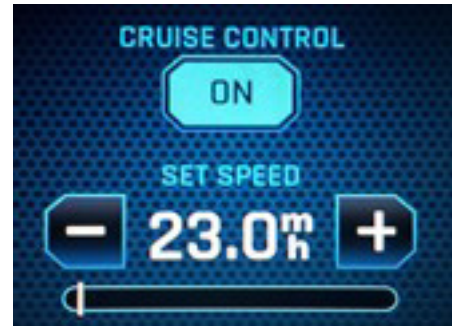 CRUISE CONTROL
ON
SET SPEED
− 23.0 m/h +